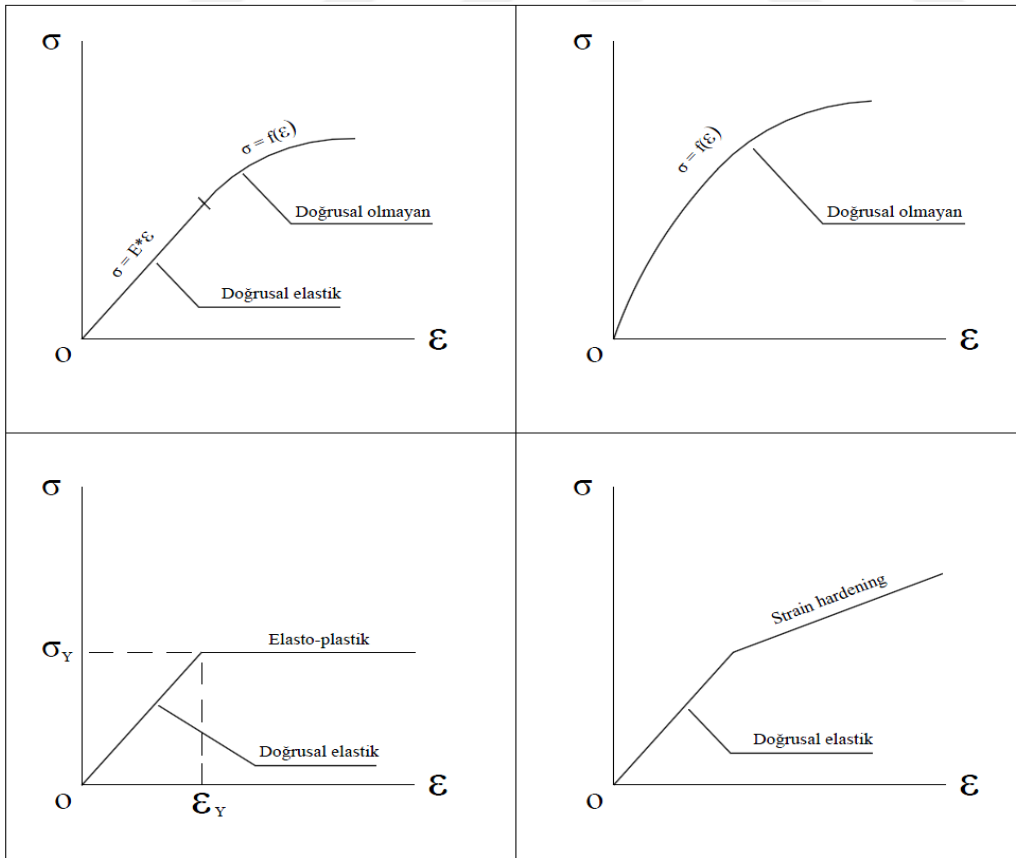 σ
σ = f(ε)
Doğrusal olmayan
σ = E*ε
Doğrusal elastik
O
ε
σ
σ = f(ε)
Doğrusal olmayan
O
ε
σ
σY
Elasto-plastik
Doğrusal elastik
O
εY
ε
σ
Strain hardening
Doğrusal elastik
O
ε